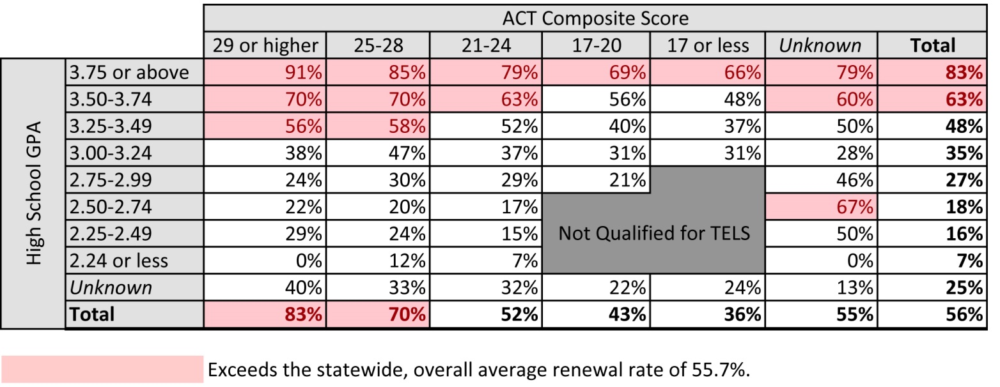 ACT Composite Score
29 or higher 25-28 21-24 17-20 17 or less Unknown Total
High School GPA
3.75 or above 91% 85% 79% 69% 66% 79% 83%
3.50-3.74 70% 70% 63% 56% 48% 60% 63%
3.25-3.49 56% 58% 52% 40% 37% 50% 48%
3.00-3.24 38% 47% 37% 31% 31% 28% 35%
2.75-2.99 24% 30% 29% 21% 46% 27%
2.50-2.74 22% 20% 17% 67% 18%
Not Qualified for TELS
2.25-2.49 29% 24% 15% 50% 16%
2.24 or less 0% 12% 7% 0% 7%
Unknown 40% 33% 32% 22% 24% 13% 25%
Total 83% 70% 52% 43% 36% 55% 56%
Exceeds the statewide, overall average renewal rate of 55.7%.